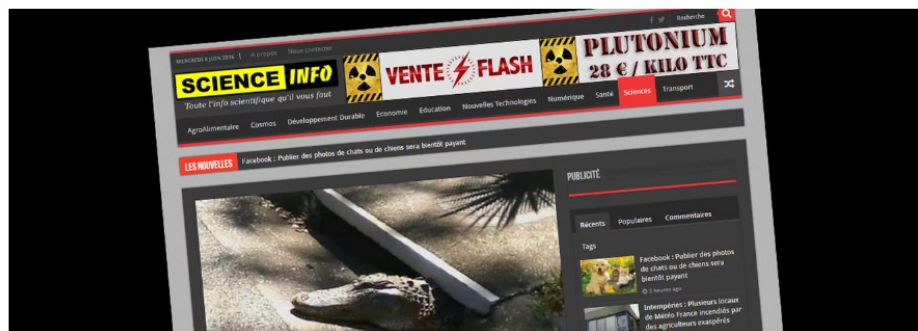 MERCREDI 8 JUIN 2016 A propos Nous contacter
Recherche
SCIENCE INFO
Toute l'info scientifique qu'il vous faut
VENTE FLASH
PLUTONIUM
28 € / KILO TTC
AgroAlimentaire Cosmos Développement Durable Economie Education Nouvelles Technologies Numérique Santé Sciences Transport
LES NOUVELLES Facebook : Publier des photos de chats ou de chiens sera bientôt payant
PUBLICITÉ
Récents Populaires Commentaires
Tags
Facebook : Publier des photos
de chats ou de chiens sera
bientôt payant
3 heures ago
Intempéries : Plusieurs locaux
de Météo France incendiés par
des agriculteurs exaspérés